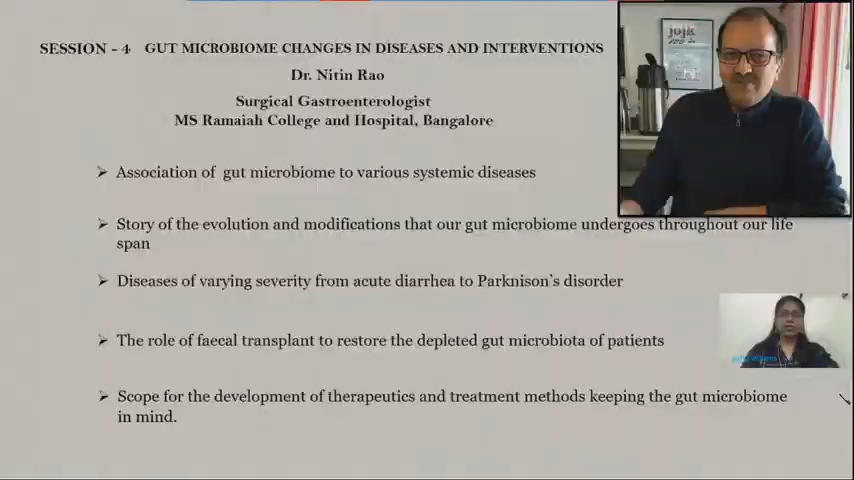 SESSION - 4 GUT MICROBIOME CHANGES IN DISEASES AND INTERVENTIONS
Dr. Nitin Rao
Surgical Gastroenterologist
MS Ramaiah College and Hospital, Bangalore
➢ Association of gut microbiome to various systemic diseases
➢ Story of the evolution and modifications that our gut microbiome undergoes throughout our life
span
➢ Diseases of varying severity from acute diarrhea to Parknison's disorder
➢ The role of faecal transplant to restore the depleted gut microbiota of patients
➢ Scope for the development of therapeutics and treatment methods keeping the gut microbiome
in mind.